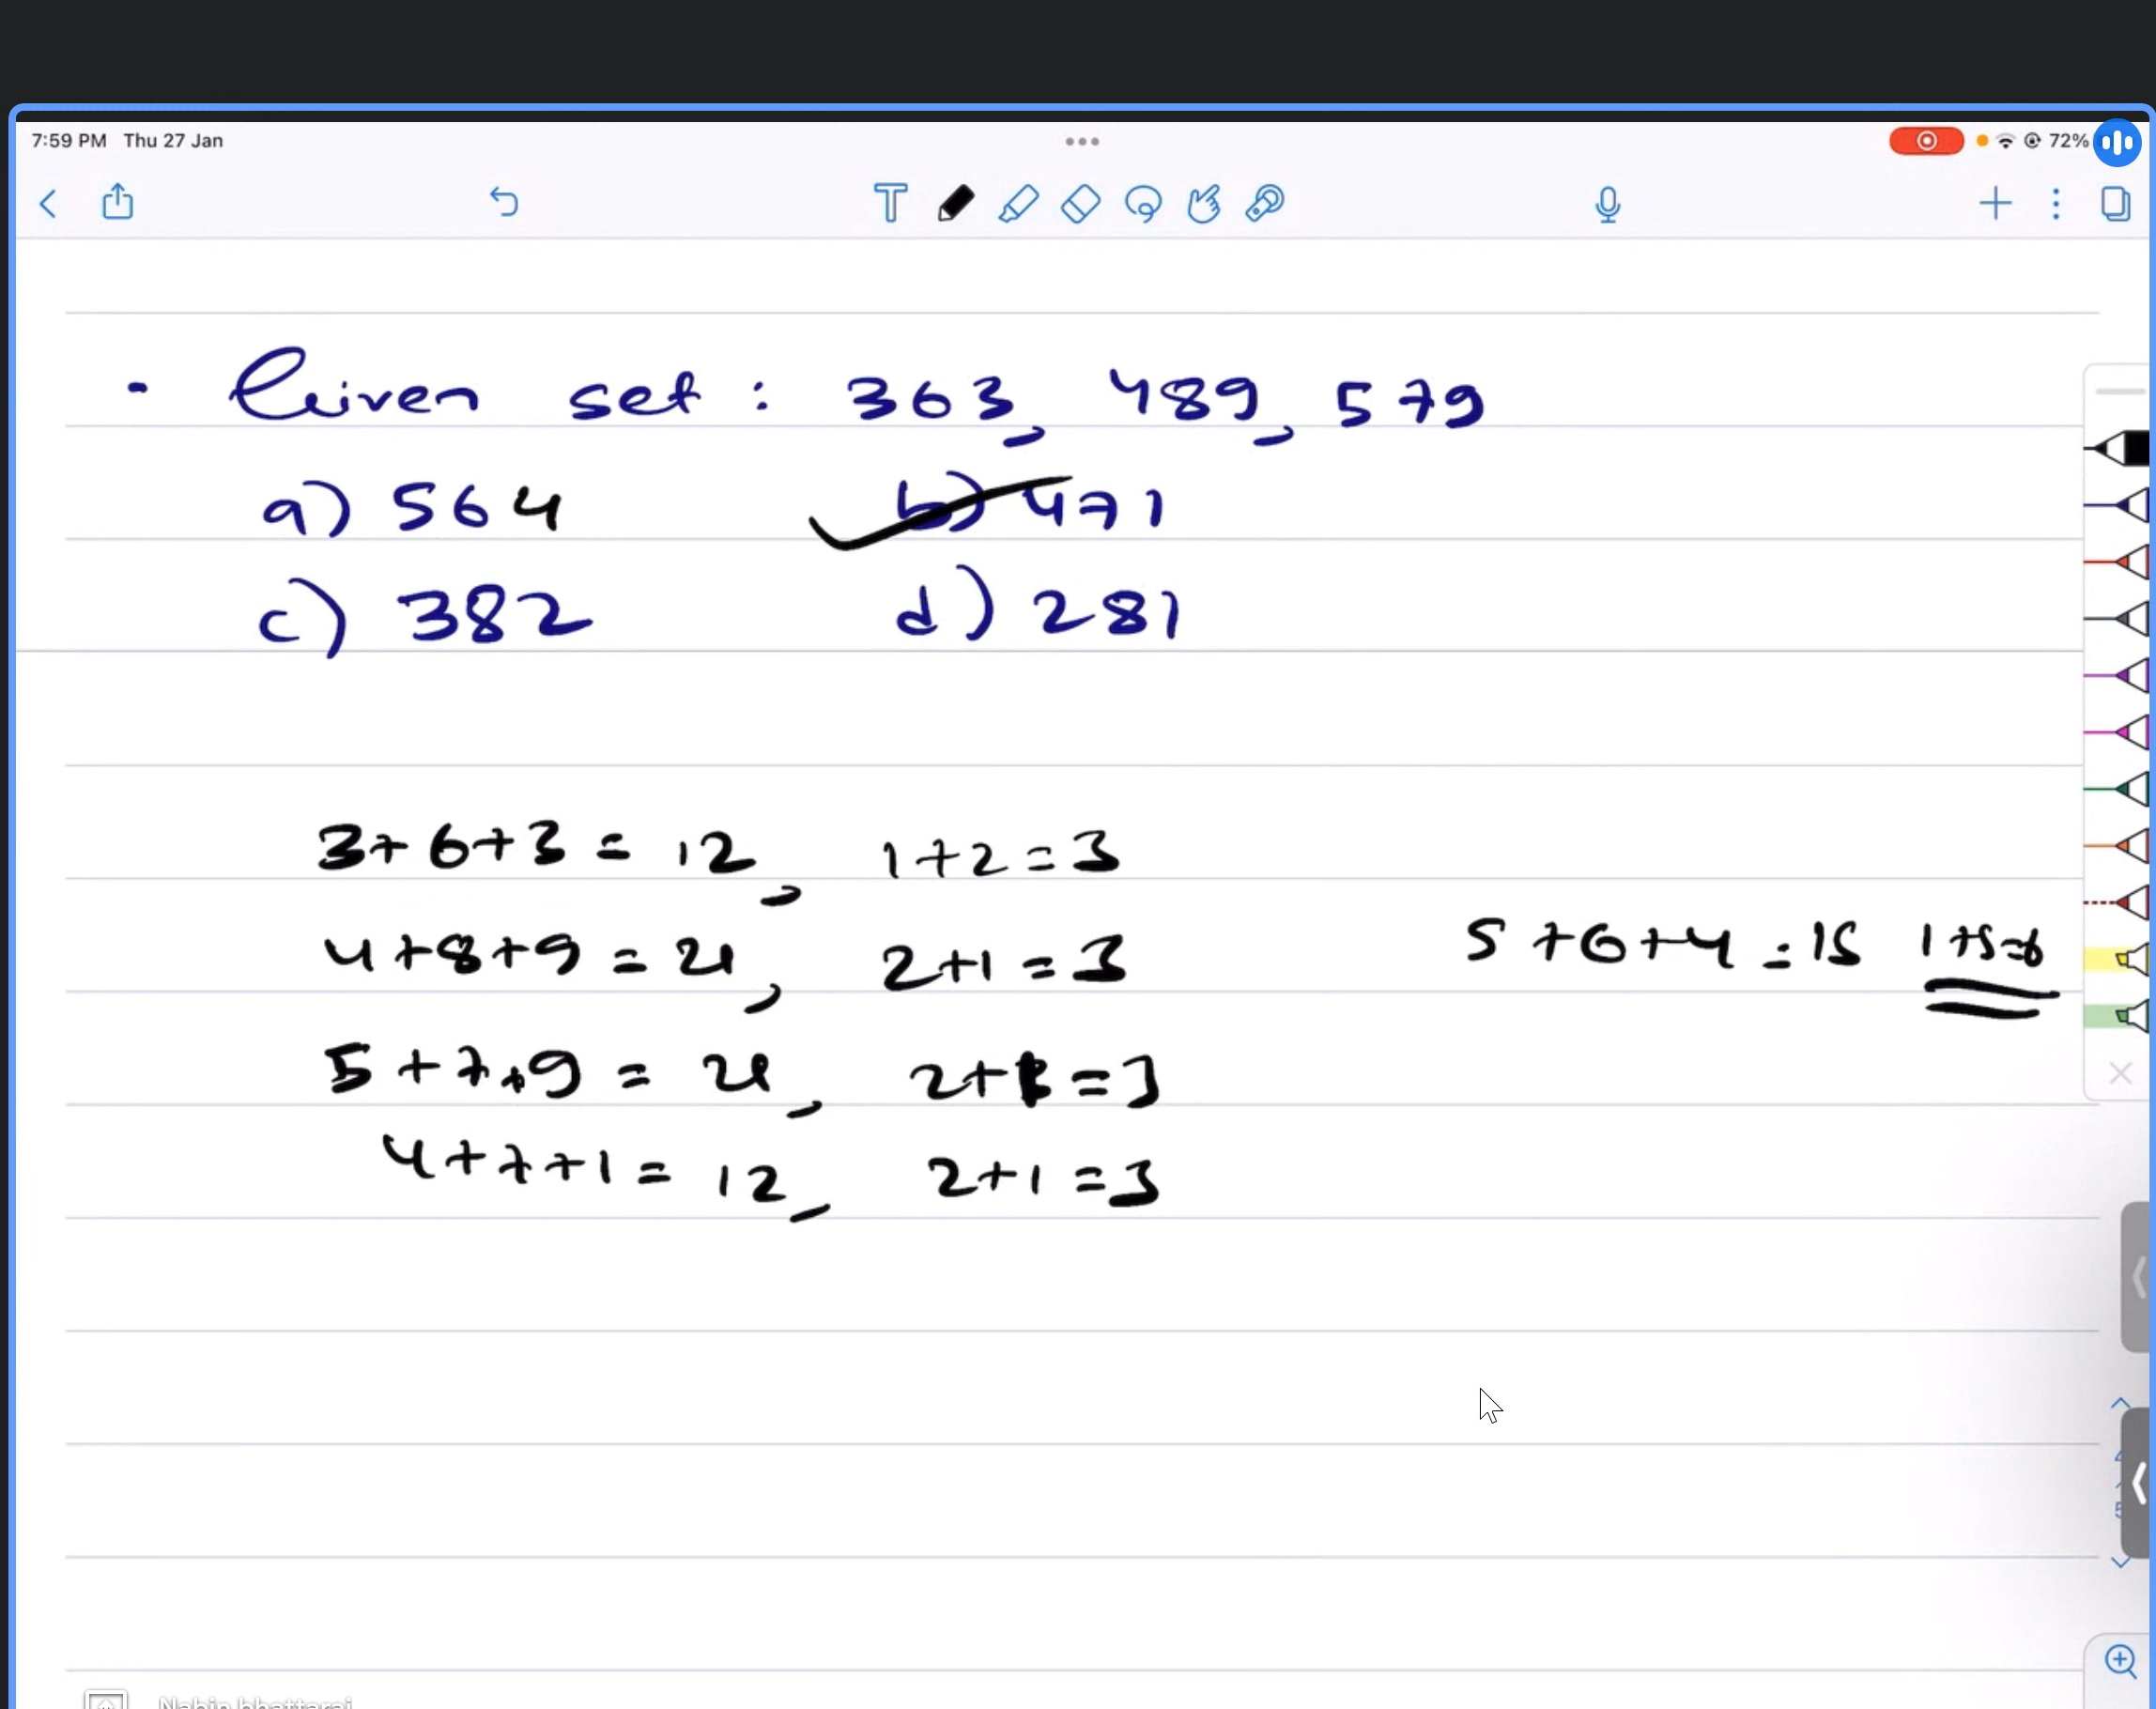 7:59 PM Thu 27 Jan
72%
- Given set : 363, 489, 579
a) 564 b) 471
c) 382 d) 281
3+6+3 = 12, 1+2=3
4+8+9 = 21, 2+1=3
5+6+4=15 1+5=6
5+7+9 = 21, 2+1=3
4+7+1= 12, 2+1=3
Nabin bhattarai